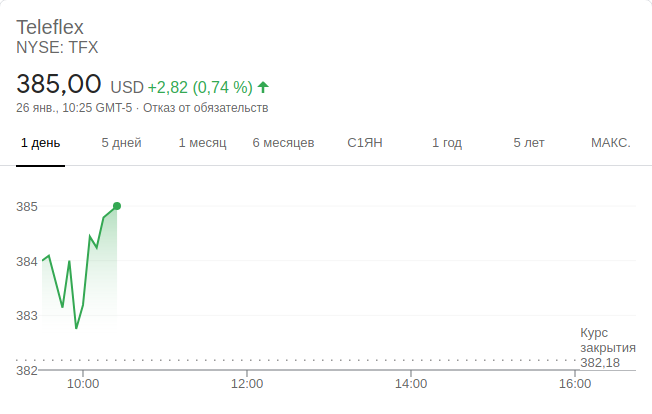 Teleflex
NYSE: TFX
385,00 USD +2,82 (0,74 %)
26 янв., 10:25 GMT-5 · Отказ от обязательств
1 день 5 дней 1 месяц 6 месяцев С1ЯН 1 год 5 лет МАКС.
385
384
383
Курс
закрытия
382,18
382
10:00 12:00 14:00 16:00